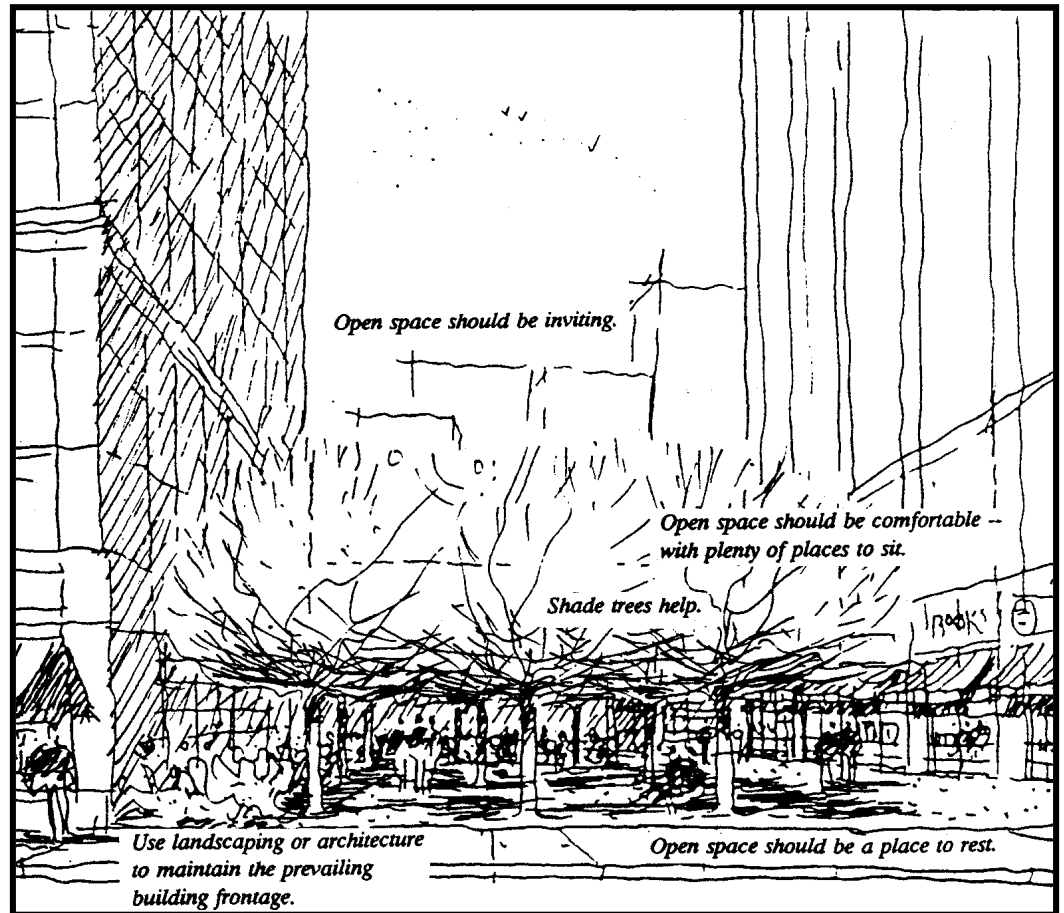 Open space should be inviting.
Open space should be comfortable --
with plenty of places to sit.
Shade trees help.
Books
Use landscaping or architecture
to maintain the prevailing
building frontage.
Open space should be a place to rest.